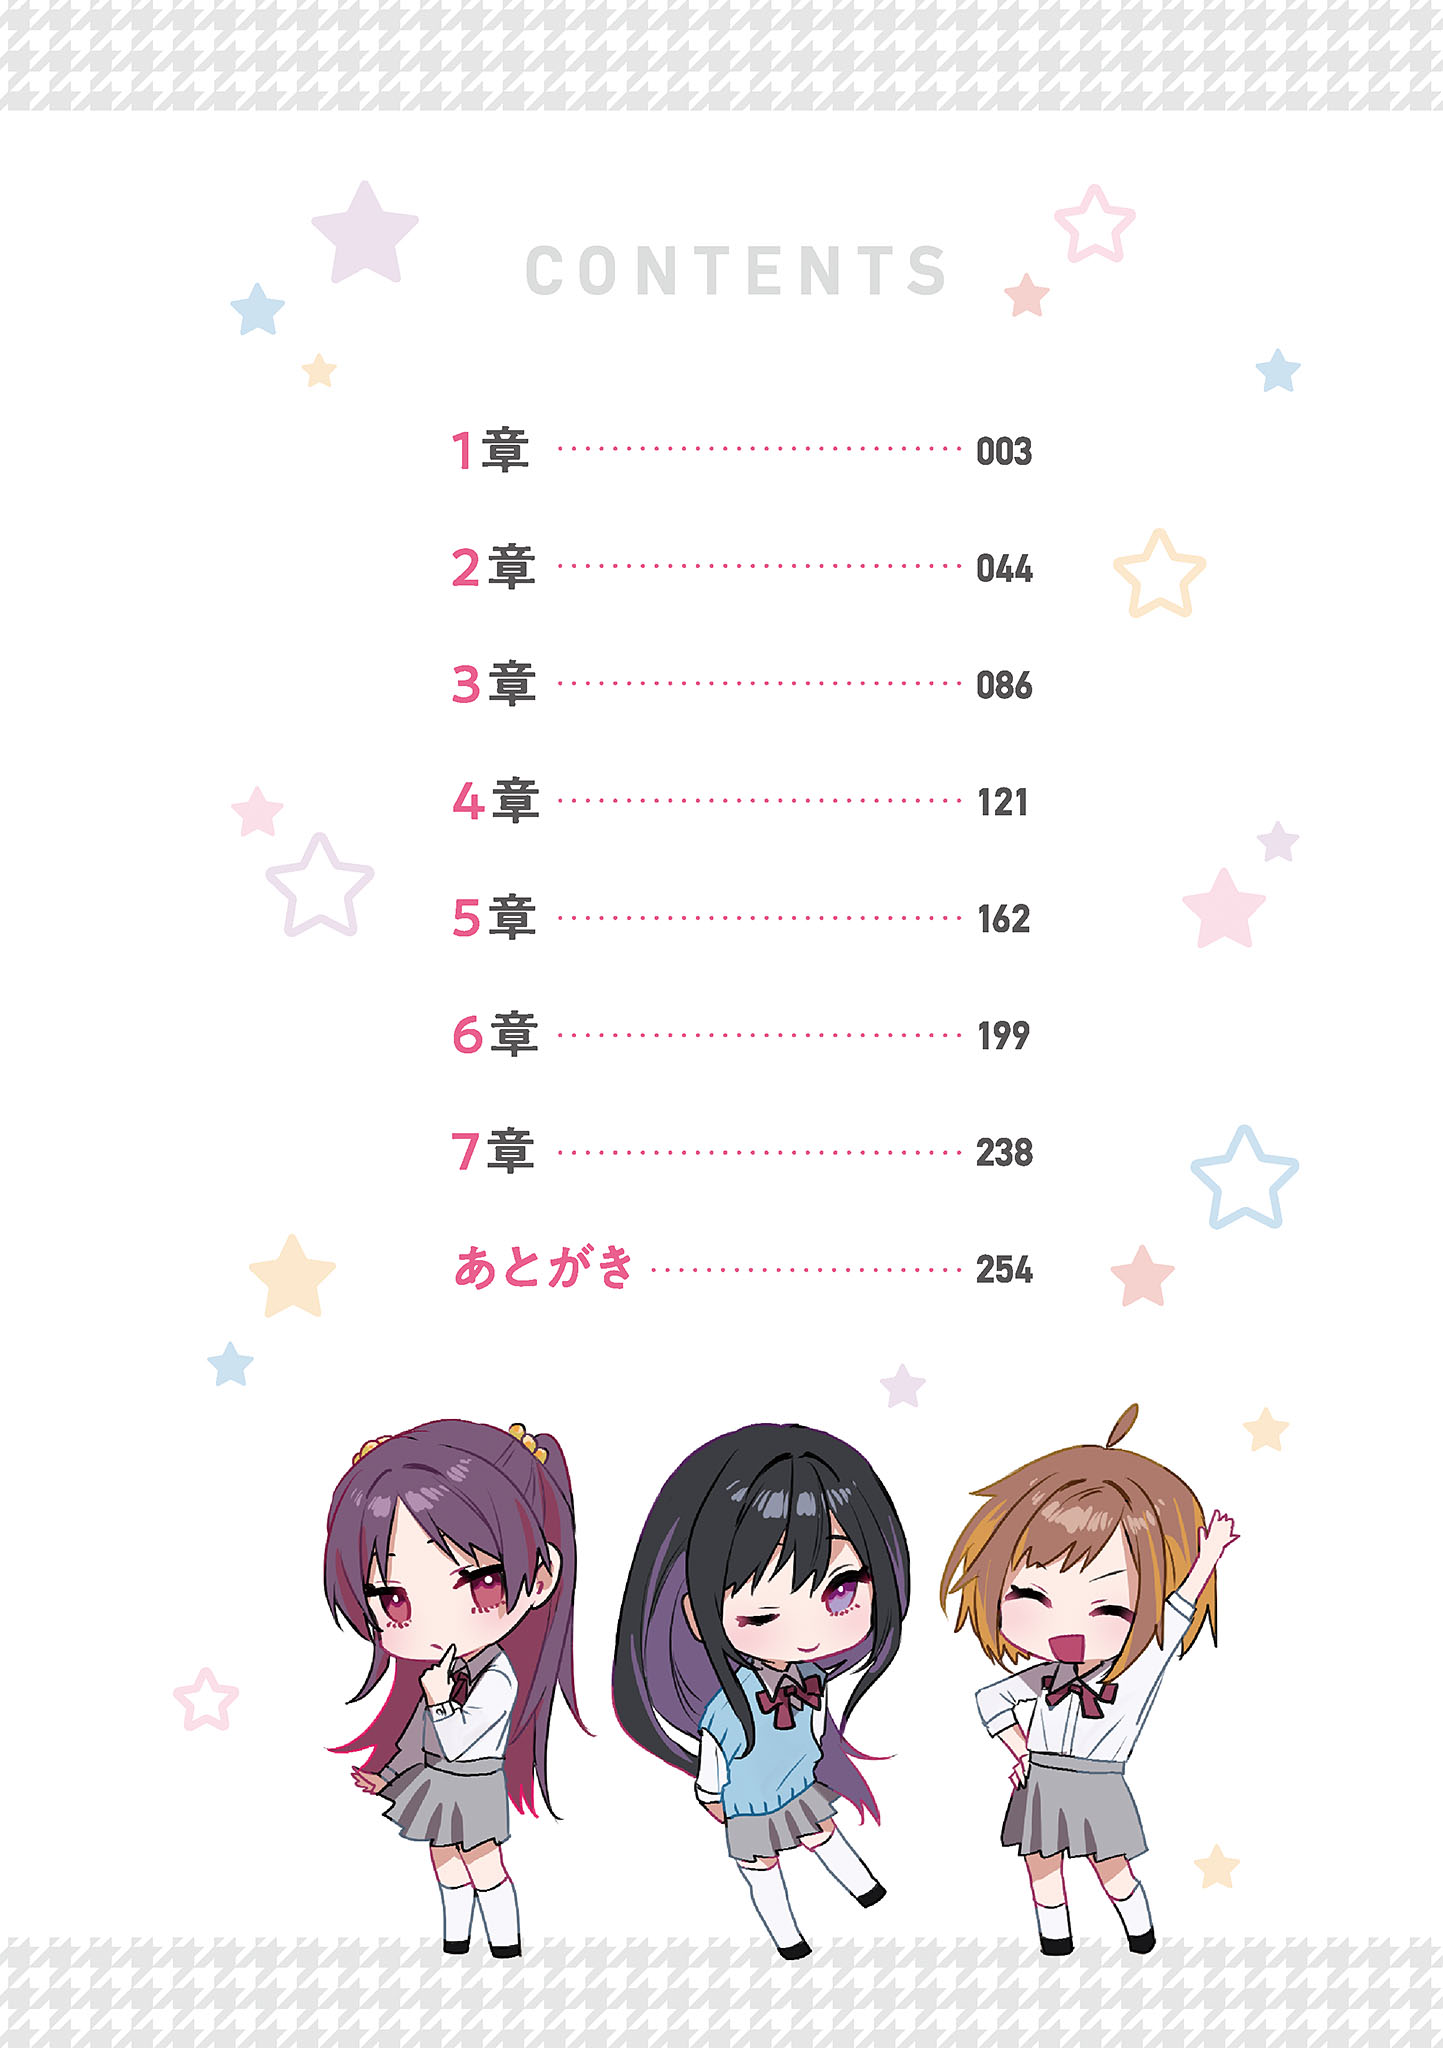 CONTENTS
1章 ………… 003
2章 ………… 044
3章 ………… 086
4章 ………… 121
5章 ………… 162
6章 ………… 199
7章 ………… 238
あとがき ………… 254